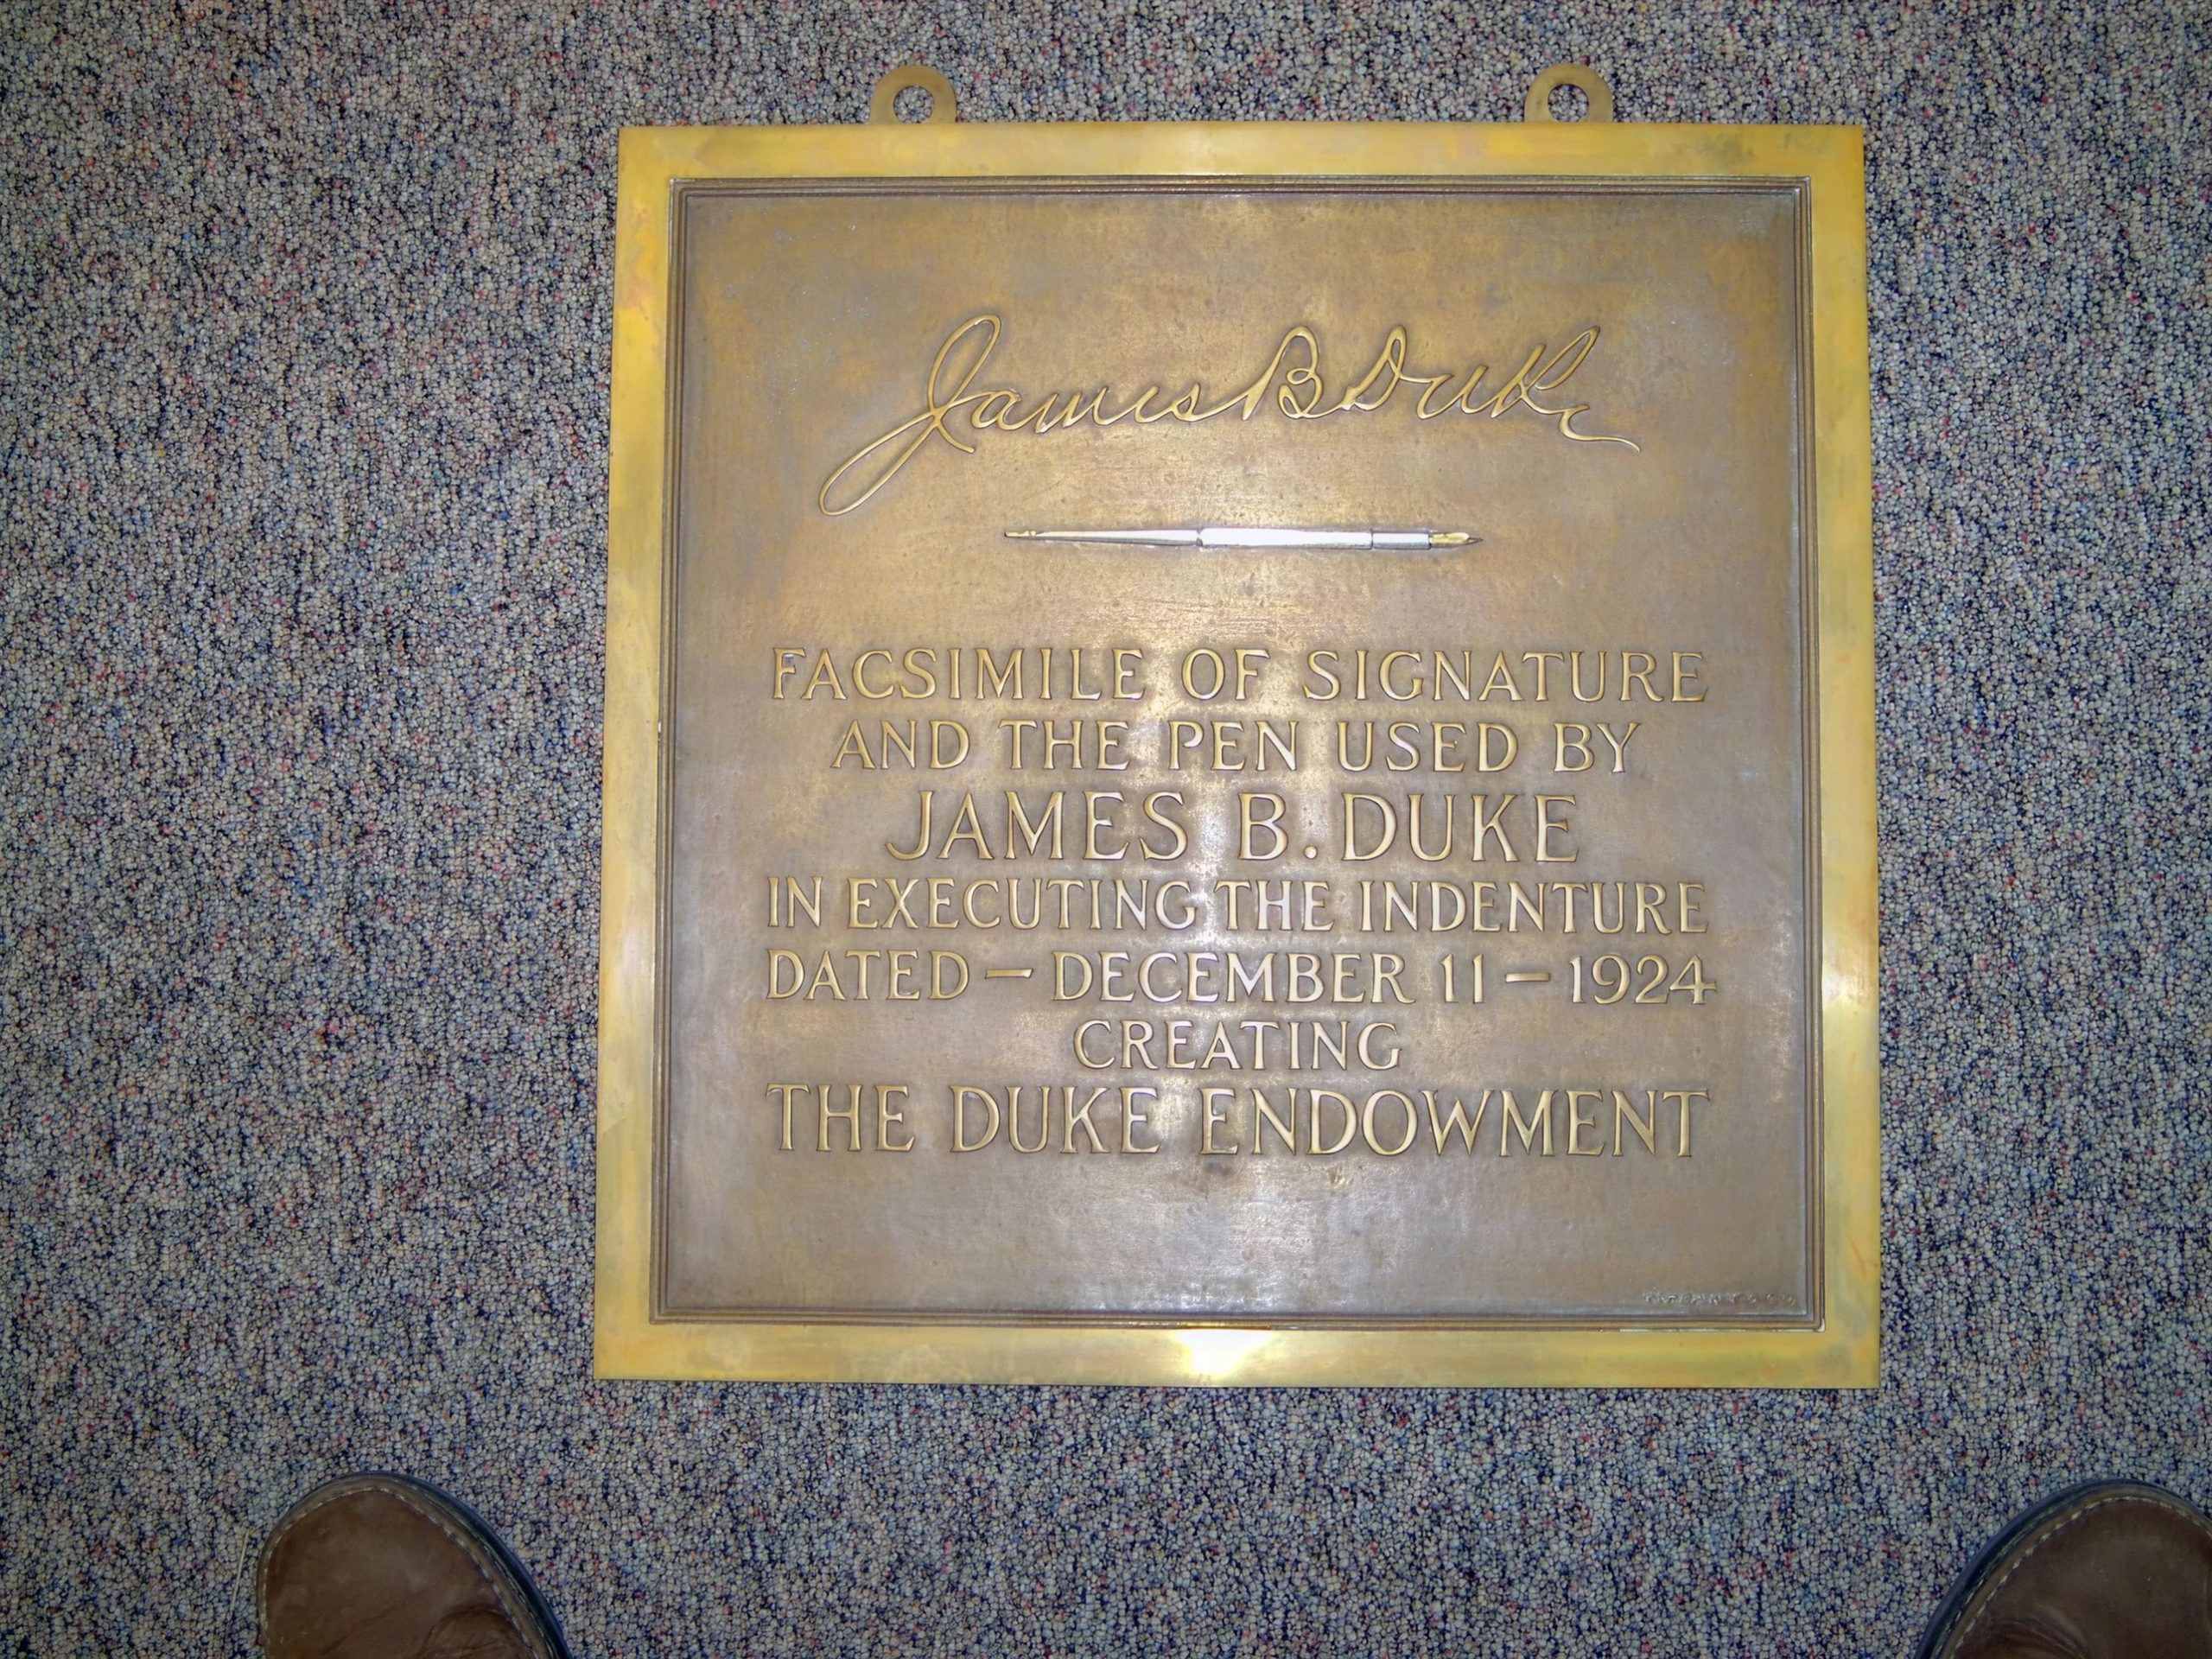 James B Duke
FACSIMILE OF SIGNATURE
AND THE PEN USED BY
JAMES B. DUKE
IN EXECUTING THE INDENTURE
DATED — DECEMBER 11 — 1924
CREATING
THE DUKE ENDOWMENT